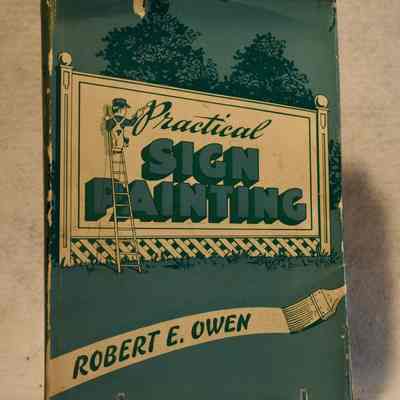 Practical
SIGN
PAINTING
ROBERT E. OWEN